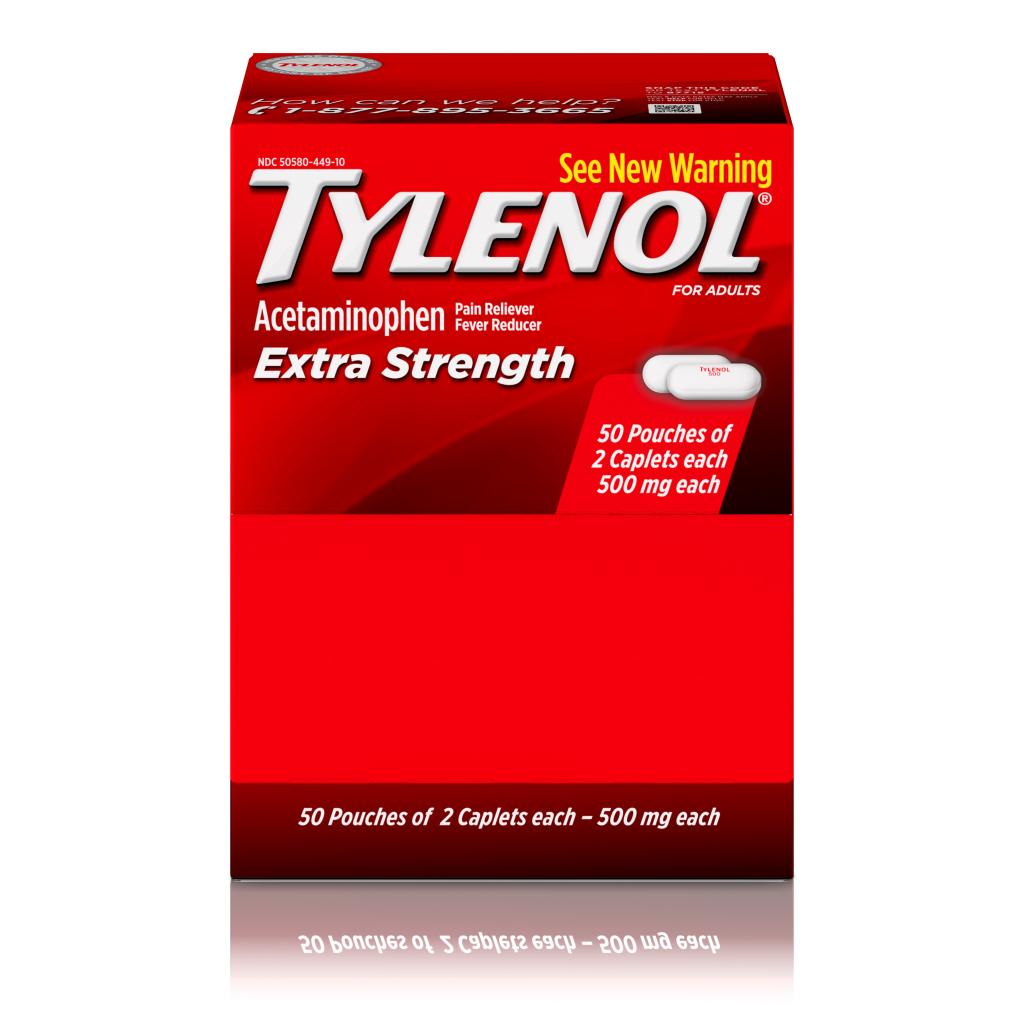 TYLENOL
How can we help?
1-877-895-3665
NDC 50580-449-10
See New Warning
TYLENOL®
FOR ADULTS
Acetaminophen
Pain Reliever
Fever Reducer
Extra Strength
TYLENOL
500
50 Pouches of
2 Caplets each
500 mg each
50 Pouches of 2 Caplets each – 500 mg each